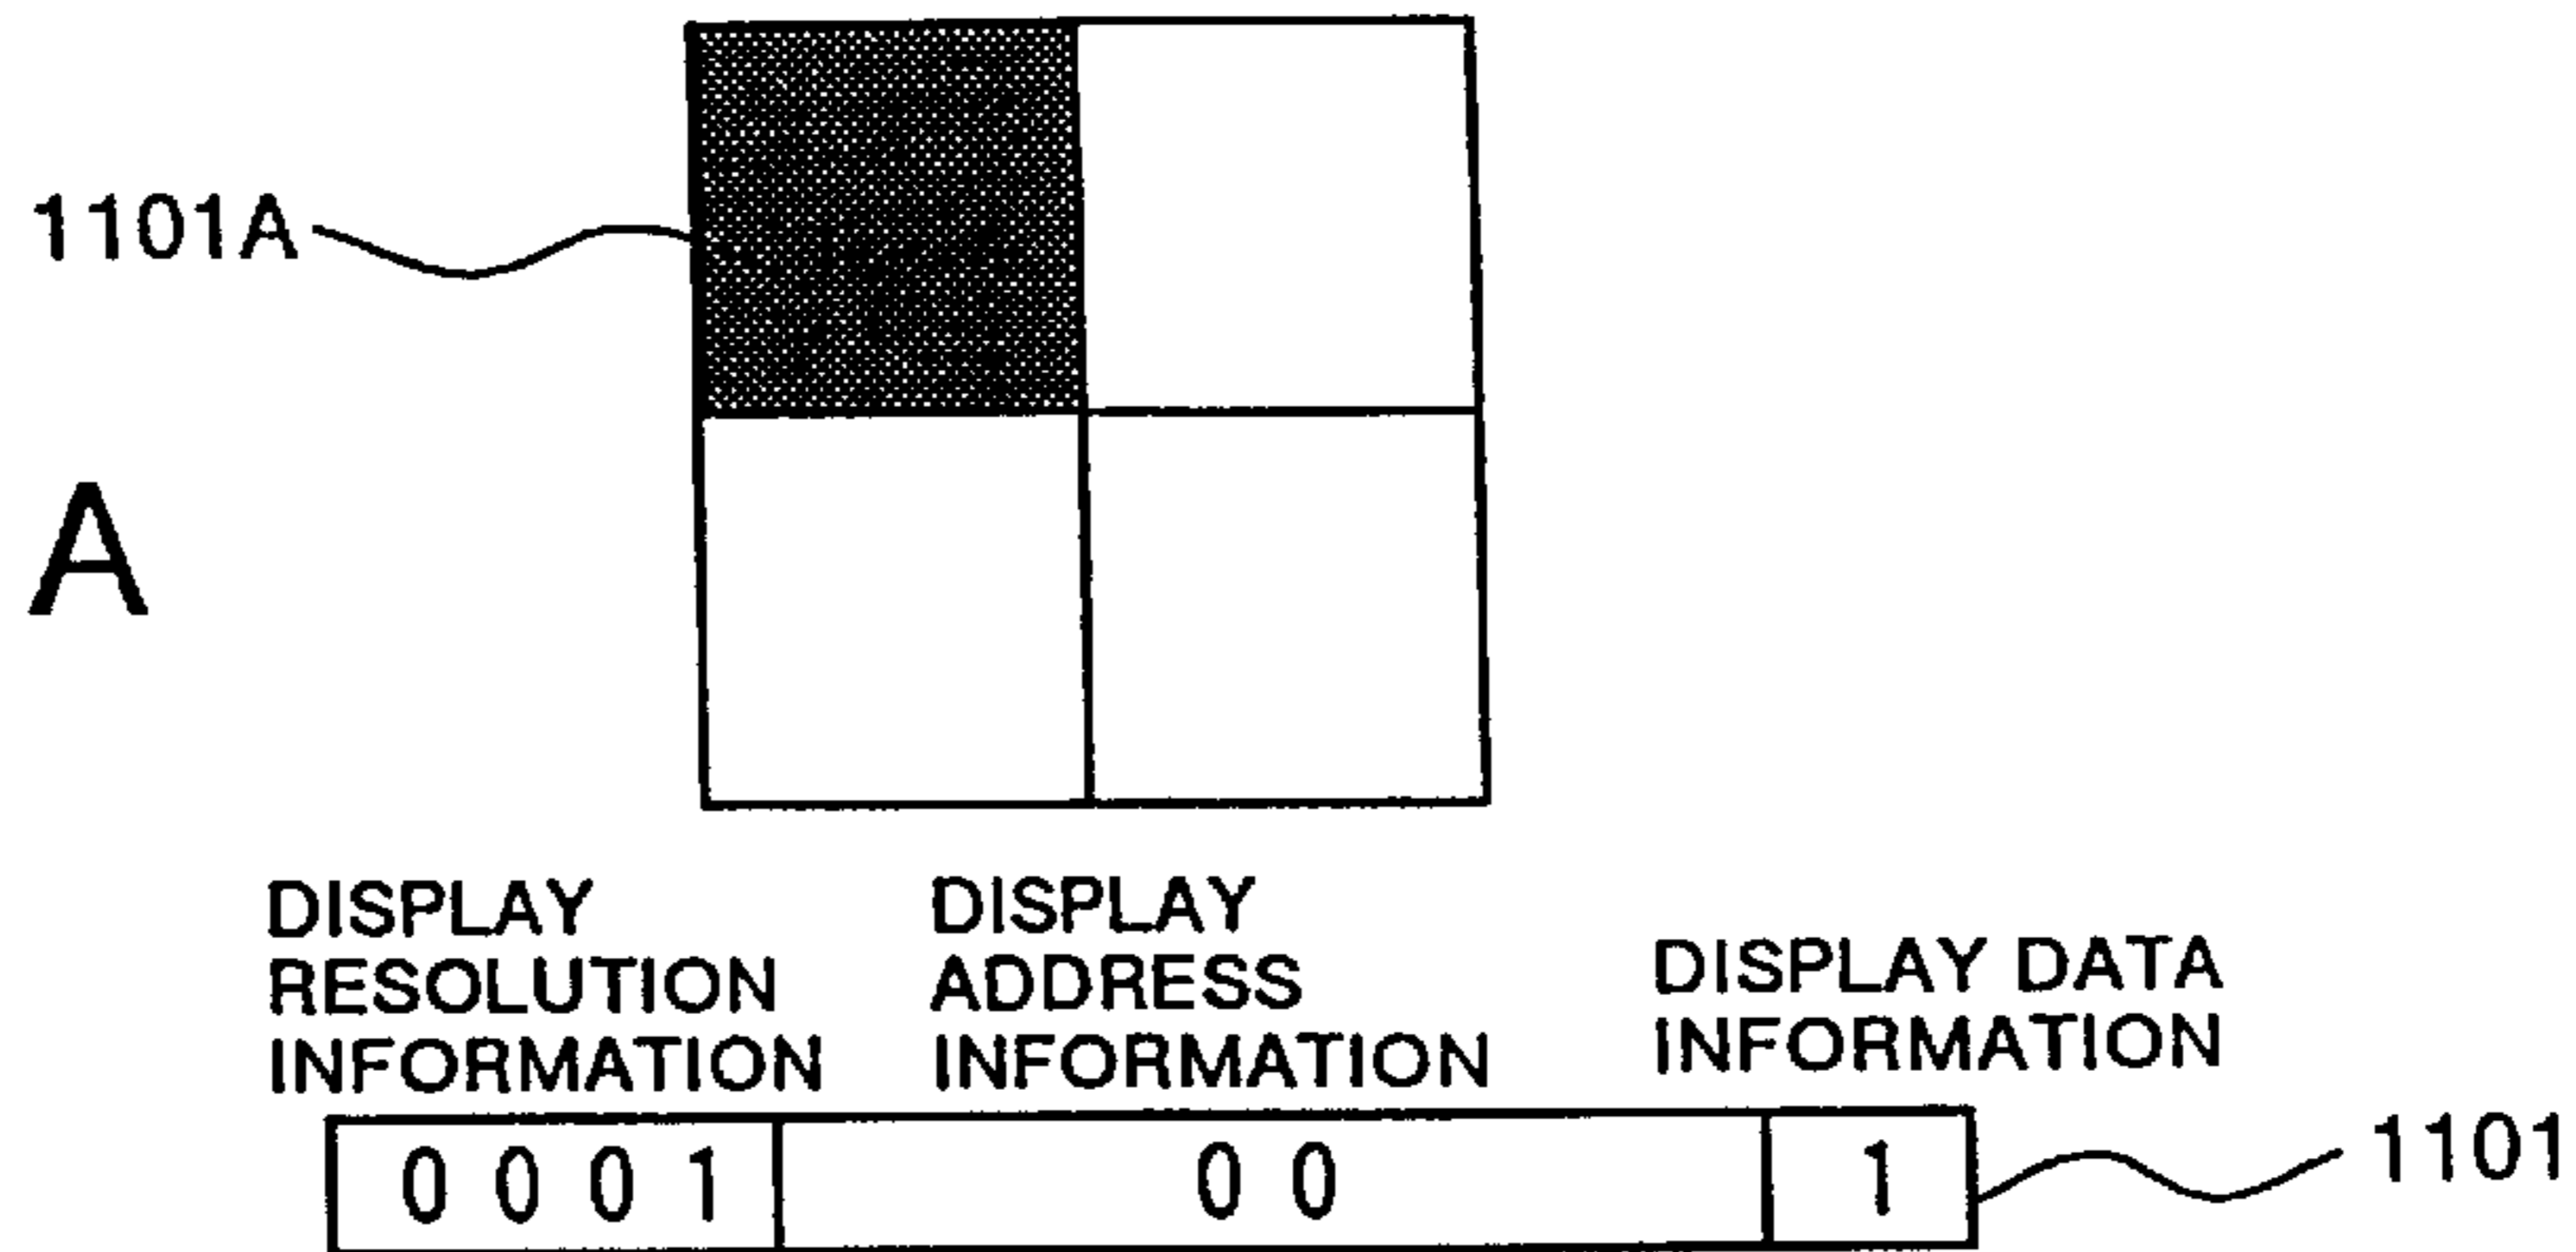 1101A
A
DISPLAY RESOLUTION INFORMATION
DISPLAY ADDRESS INFORMATION
DISPLAY DATA INFORMATION
0 0 0 1
0 0
1
1101